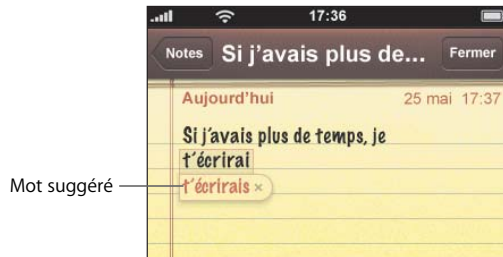 17:36
Notes Si j'avais plus de... Fermer
Aujourd'hui 25 mai 17:37
Si j'avais plus de temps, je
t'écrirai
Mot suggéré t'écrirais ×